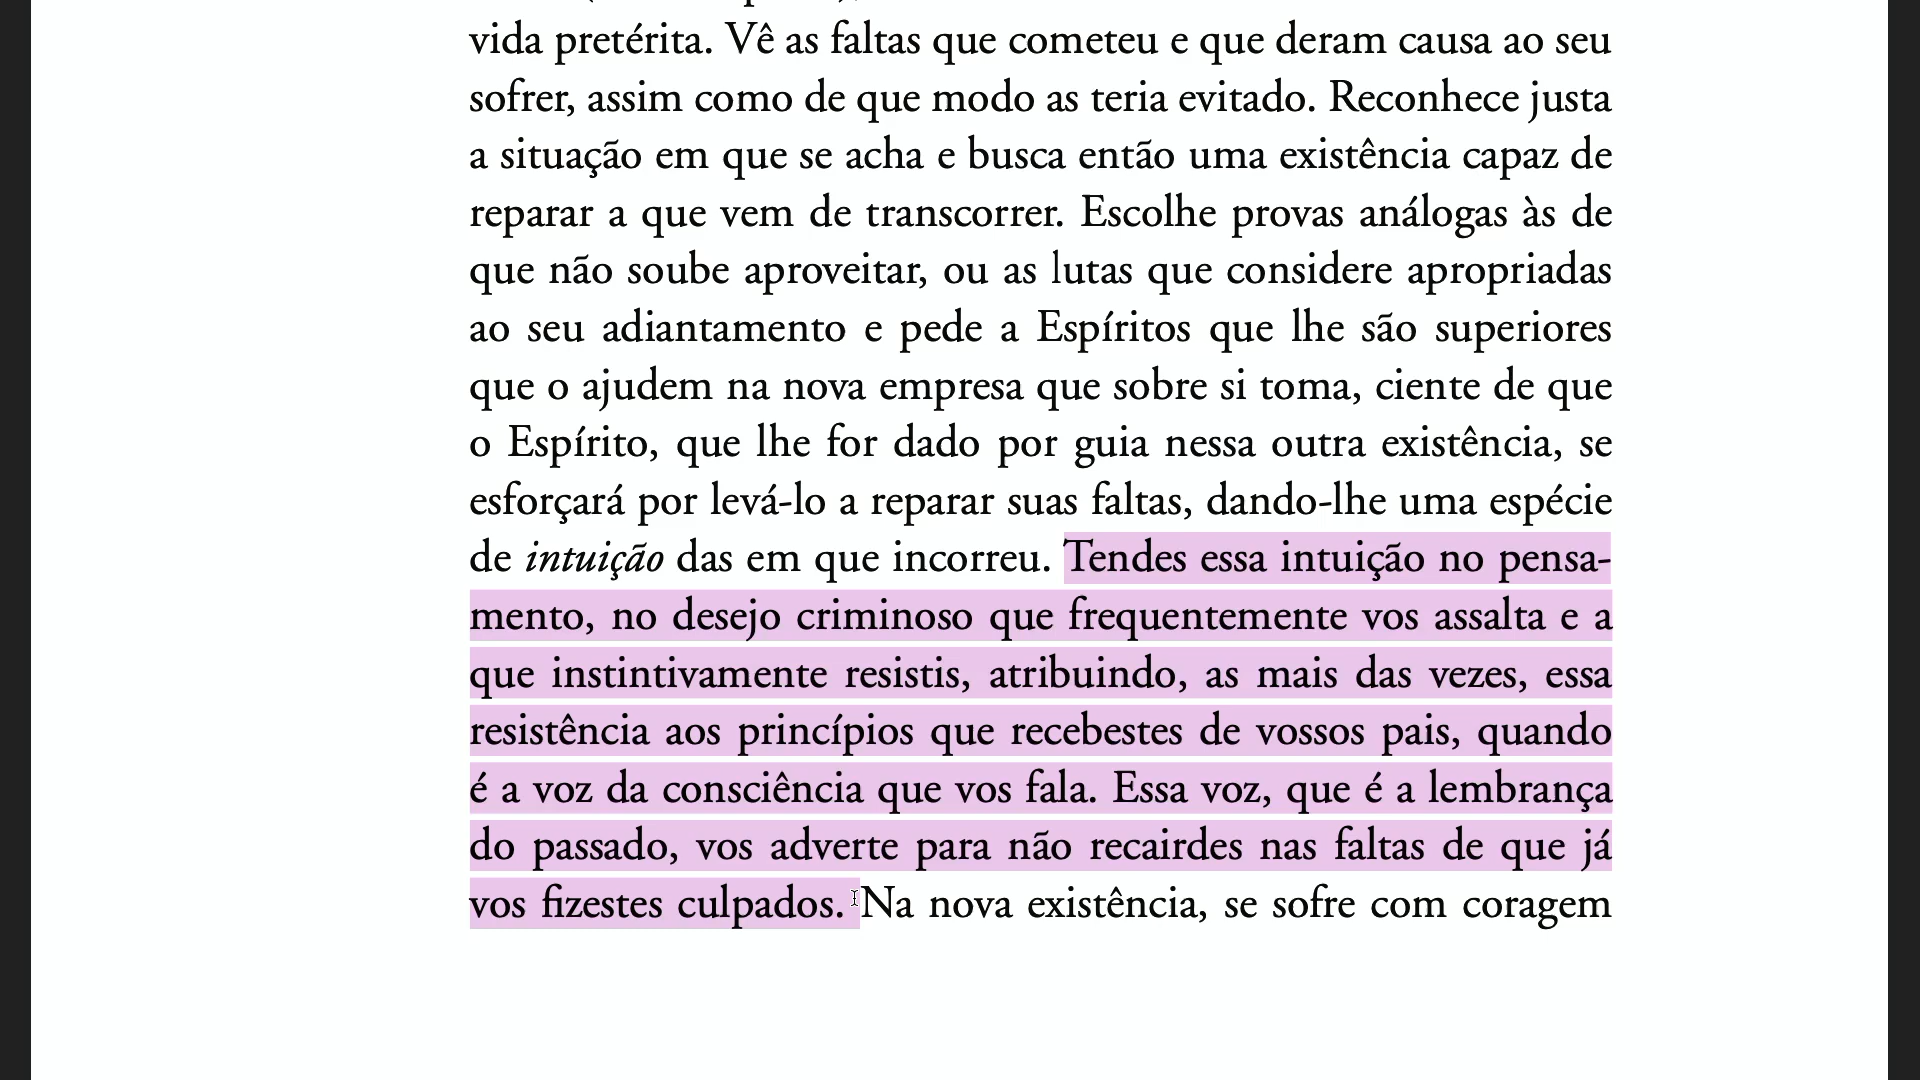 vida pretérita. Vê as faltas que cometeu e que deram causa ao seu
sofrer, assim como de que modo as teria evitado. Reconhece justa
a situação em que se acha e busca então uma existência capaz de
reparar a que vem de transcorrer. Escolhe provas análogas às de
que não soube aproveitar, ou as lutas que considere apropriadas
ao seu adiantamento e pede a Espíritos que lhe são superiores
que o ajudem na nova empresa que sobre si toma, ciente de que
o Espírito, que lhe for dado por guia nessa outra existência, se
esforçará por levá-lo a reparar suas faltas, dando-lhe uma espécie
de intuição das em que incorreu. Tendes essa intuição no pensa-
mento, no desejo criminoso que frequentemente vos assalta e a
que instintivamente resistis, atribuindo, as mais das vezes, essa
resistência aos princípios que recebestes de vossos pais, quando
é a voz da consciência que vos fala. Essa voz, que é a lembrança
do passado, vos adverte para não recairdes nas faltas de que já
vos fizestes culpados. Na nova existência, se sofre com coragem